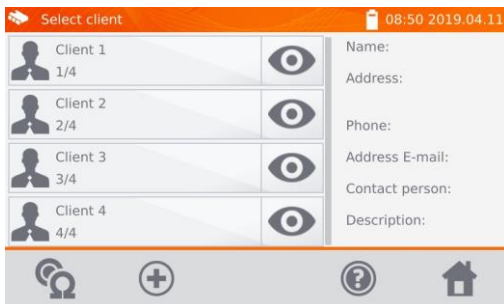 Select client
08:50 2019.04.11
Client 1
1/4
Client 2
2/4
Client 3
3/4
Client 4
4/4
Name:
Address:
Phone:
Address E-mail:
Contact person:
Description: